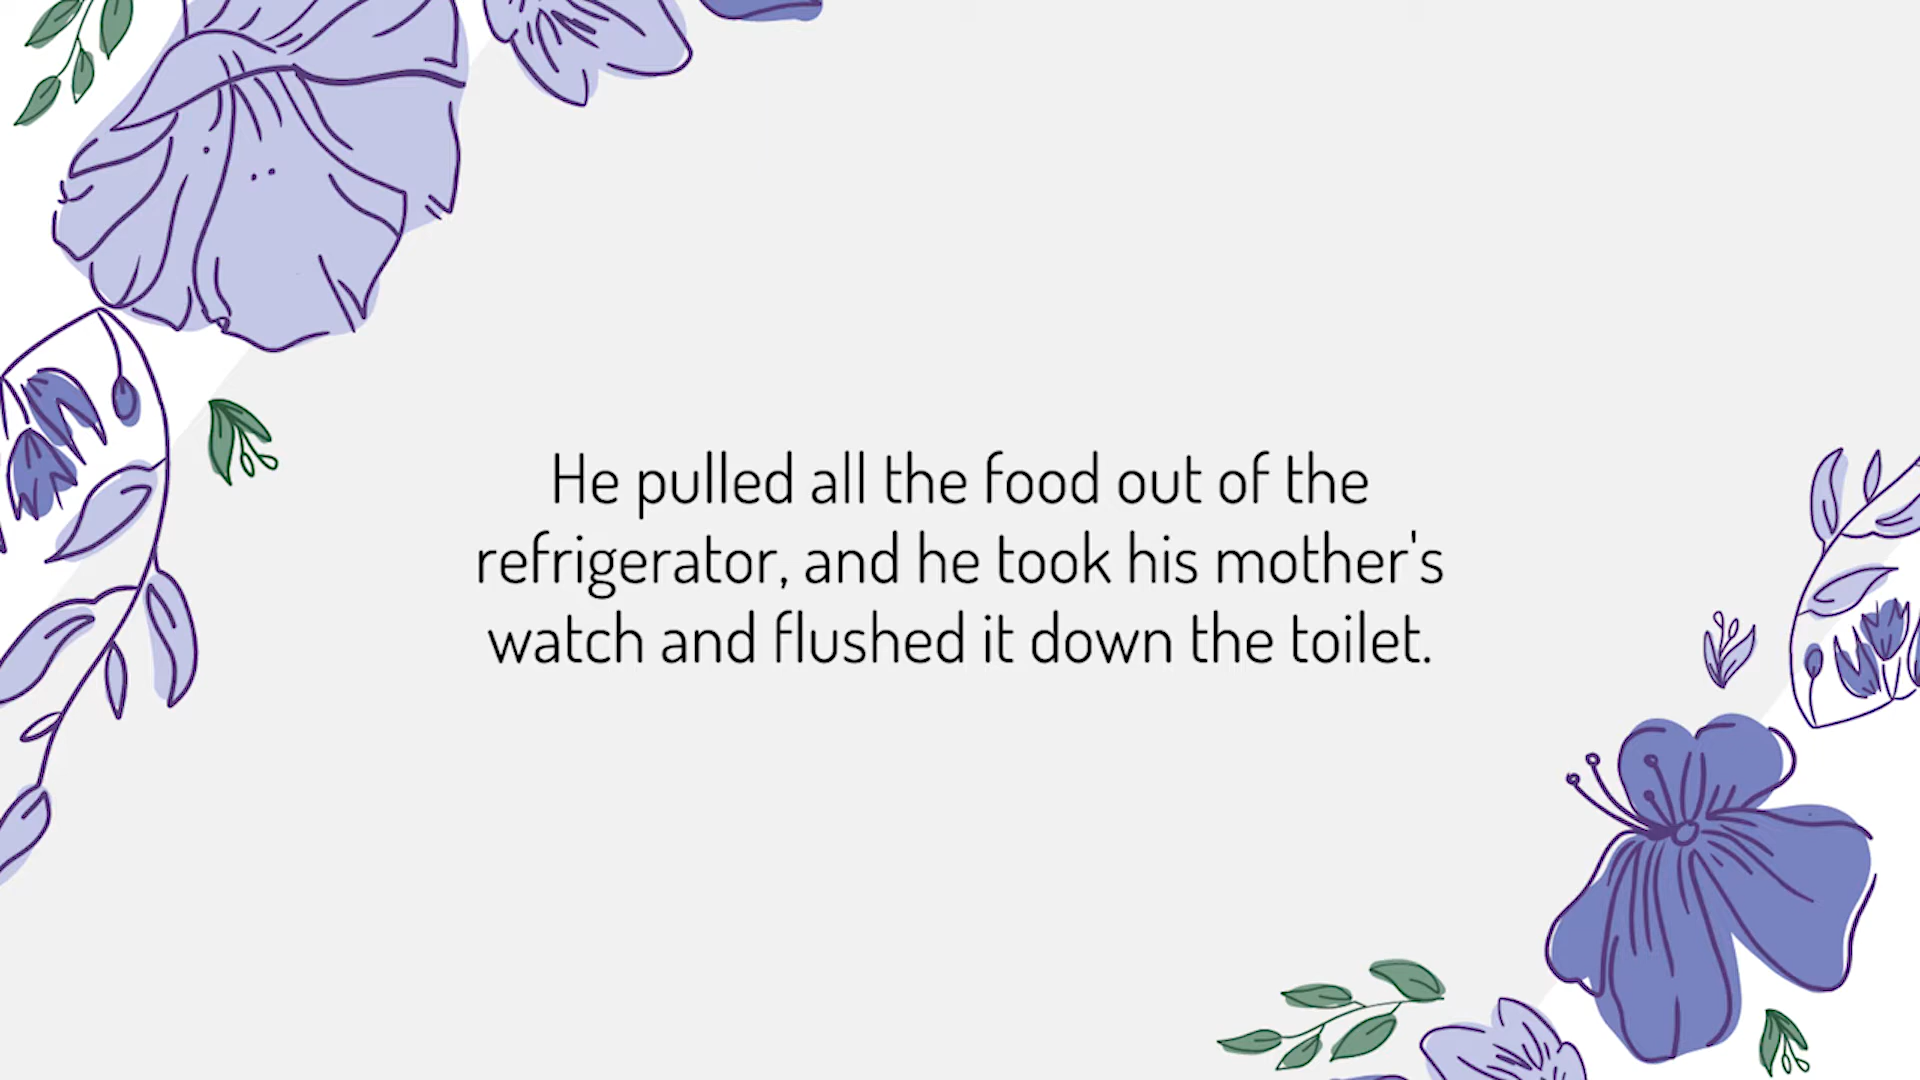 He pulled all the food out of the
refrigerator, and he took his mother's
watch and flushed it down the toilet.